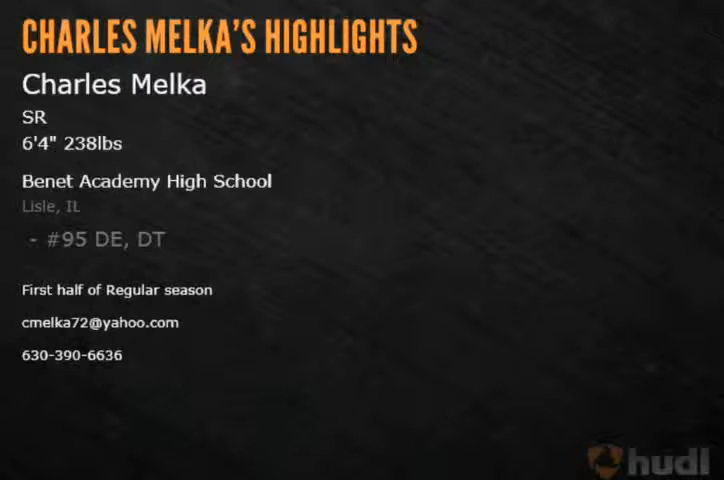 CHARLES MELKA'S HIGHLIGHTS
Charles Melka
SR
6'4" 238lbs
Benet Academy High School
Lisle, IL
- #95 DE, DT
First half of Regular season
cmelka72@yahoo.com
630-390-6636
hudl